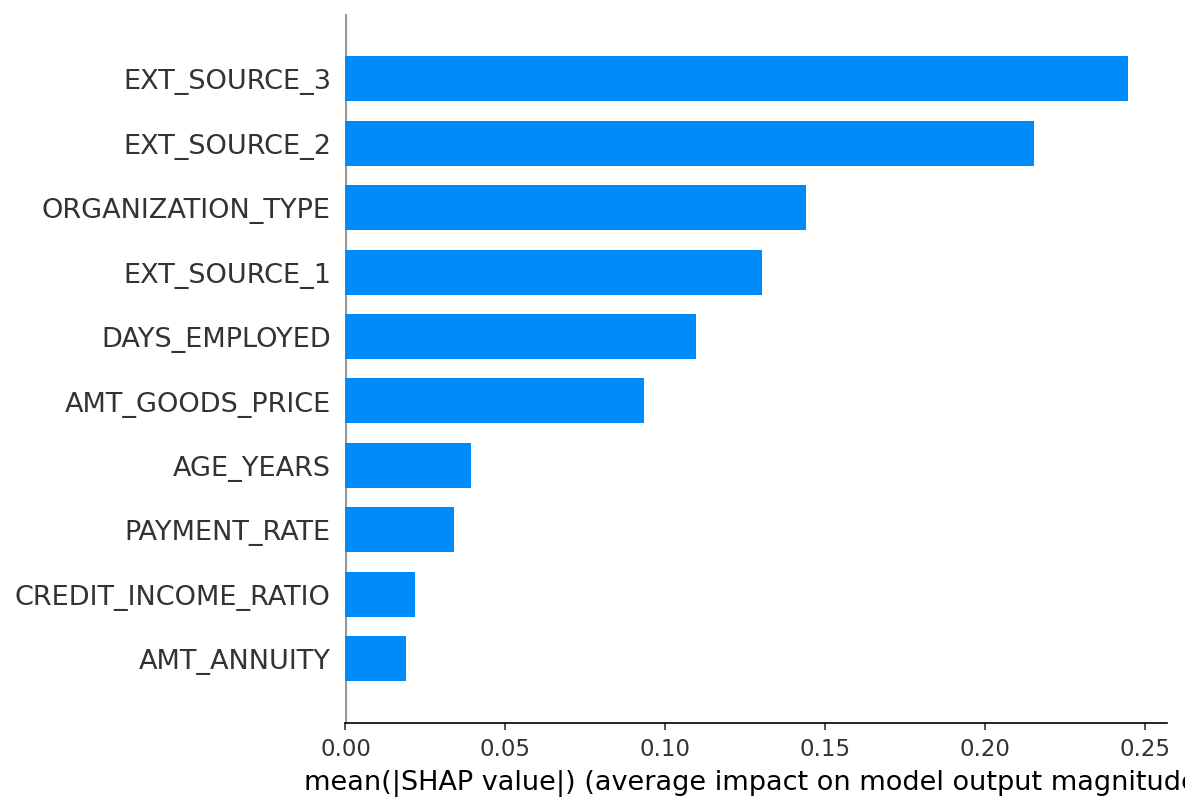 EXT_SOURCE_3
EXT_SOURCE_2
ORGANIZATION_TYPE
EXT_SOURCE_1
DAYS_EMPLOYED
AMT_GOODS_PRICE
AGE_YEARS
PAYMENT_RATE
CREDIT_INCOME_RATIO
AMT_ANNUITY
0.00 0.05 0.10 0.15 0.20 0.25
mean(|SHAP value|) (average impact on model output magnitude